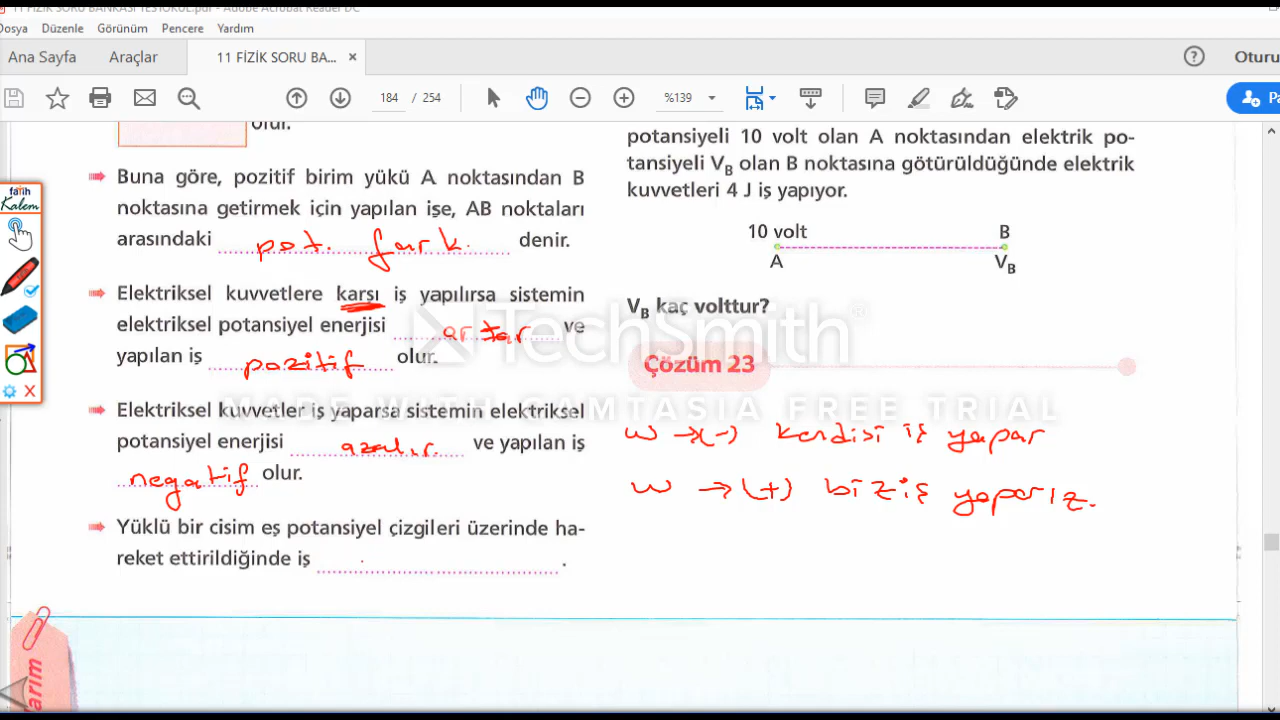 11 FİZİK SORU BANKASI TESTOKUL.pdf - Adobe Acrobat Reader DC
Dosya Düzenle Görünüm Pencere Yardım
Ana Sayfa Araçlar 11 FİZİK SORU BA... × ? Oturu
184 / 254 %139
olur.
Buna göre, pozitif birim yükü A noktasından B
noktasına getirmek için yapılan işe, AB noktaları
arasındaki pot. fark. denir.
Elektriksel kuvvetlere karşı iş yapılırsa sistemin
elektriksel potansiyel enerjisi artar ve
yapılan iş pozitif olur.
Elektriksel kuvvetler iş yaparsa sistemin elektriksel
potansiyel enerjisi azalır. ve yapılan iş
negatif olur.
Yüklü bir cisim eş potansiyel çizgileri üzerinde ha-
reket ettirildiğinde iş .
potansiyeli 10 volt olan A noktasından elektrik po-
tansiyeli VB olan B noktasına götürüldüğünde elektrik
kuvvetleri 4 J iş yapıyor.
10 volt B
A VB
VB kaç volttur?
Çözüm 23
w → (-) kendisi iş yapar
w → (+) biz iş yaparız.
fatih
Kalem
TechSmith®
MADE WITH CAMTASIA FREE TRIAL